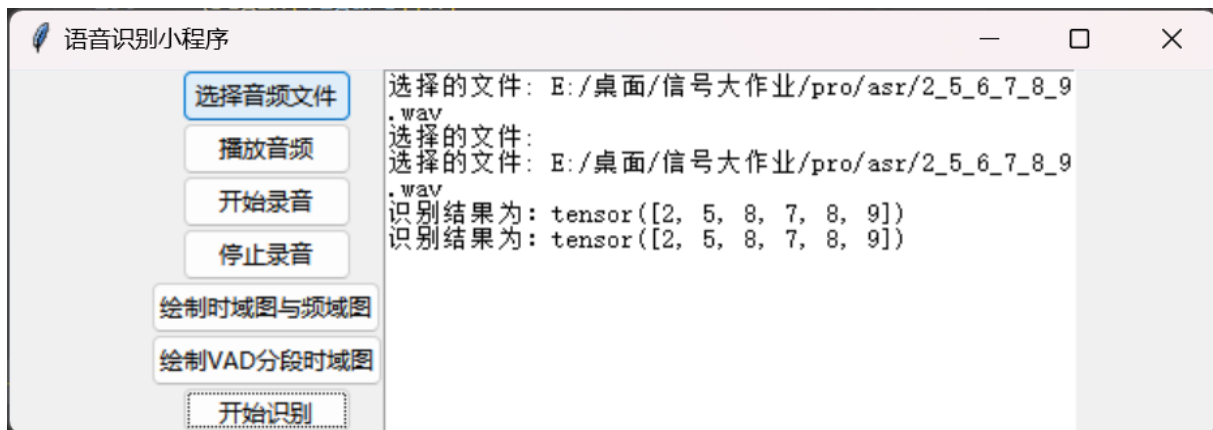 语音识别小程序
选择音频文件
播放音频
开始录音
停止录音
绘制时域图与频域图
绘制VAD分段时域图
开始识别
选择的文件: E:/桌面/信号大作业/pro/asr/2_5_6_7_8_9
.wav
选择的文件:
选择的文件: E:/桌面/信号大作业/pro/asr/2_5_6_7_8_9
.wav
识别结果为: tensor([2, 5, 8, 7, 8, 9])
识别结果为: tensor([2, 5, 8, 7, 8, 9])